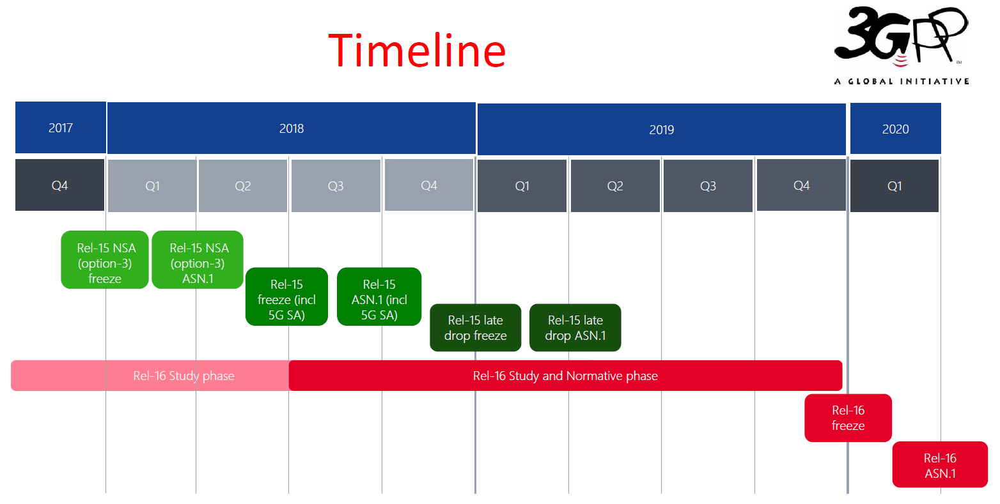 Timeline
3GPP
TM
A GLOBAL INITIATIVE
2017
2018
2019
2020
Q4
Q1
Q2
Q3
Q4
Q1
Q2
Q3
Q4
Q1
Rel-15 NSA
(option-3)
freeze
Rel-15 NSA
(option-3)
ASN.1
Rel-15
freeze (incl
5G SA)
Rel-15
ASN.1 (incl
5G SA)
Rel-15 late
drop freeze
Rel-15 late
drop ASN.1
Rel-16 Study phase
Rel-16 Study and Normative phase
Rel-16
freeze
Rel-16
ASN.1